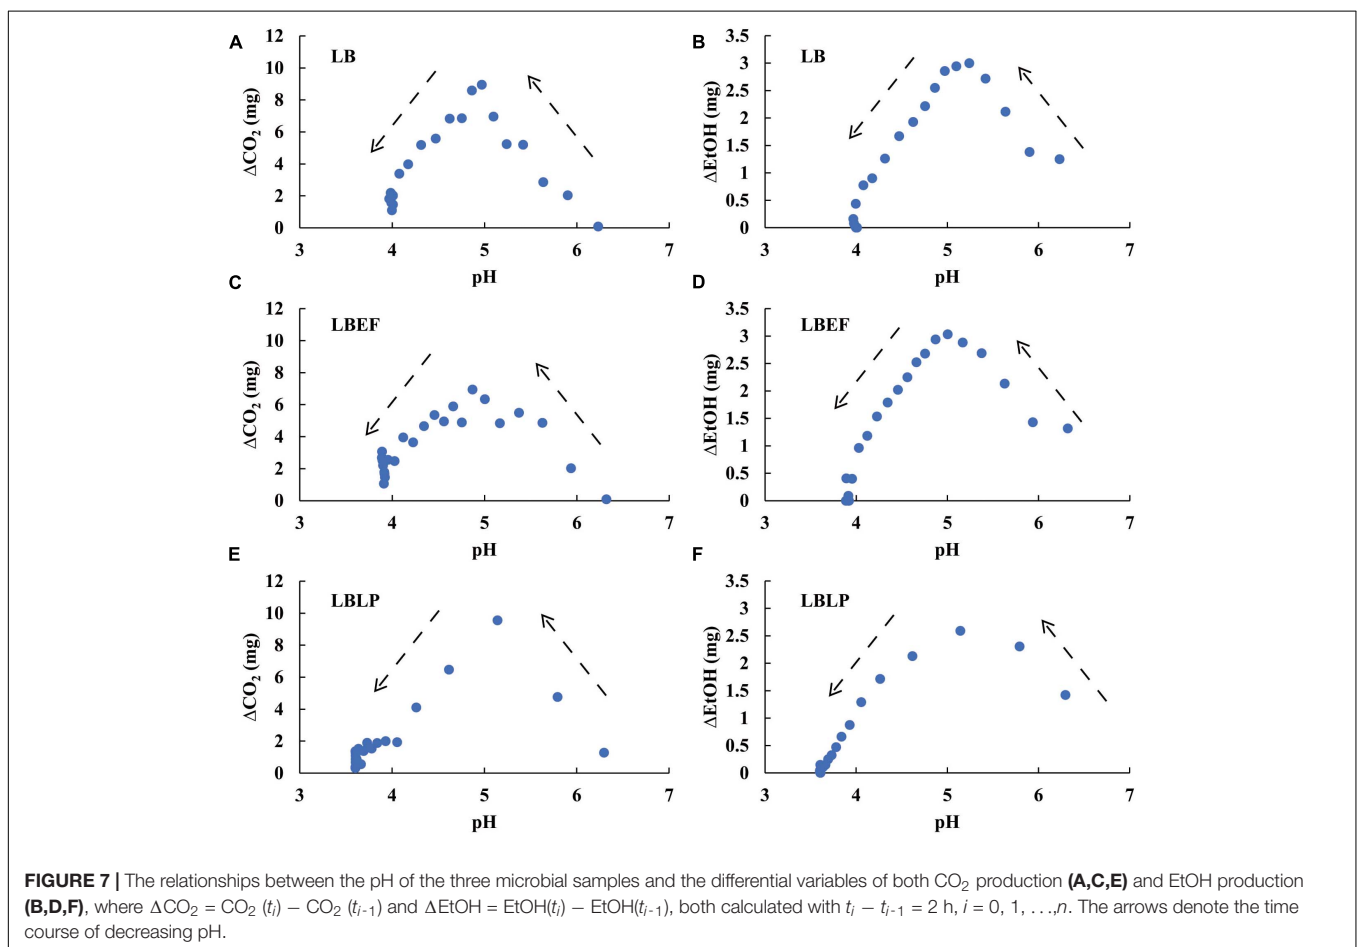 A
LB
12
10
8
6
4
2
0
3 4 5 6 7
ΔCO₂ (mg)
pH
B
LB
3.5
3
2.5
2
1.5
1
0.5
0
3 4 5 6 7
ΔEtOH (mg)
pH
C
LBEF
12
10
8
6
4
2
0
3 4 5 6 7
ΔCO₂ (mg)
pH
D
LBEF
3.5
3
2.5
2
1.5
1
0.5
0
3 4 5 6 7
ΔEtOH (mg)
pH
E
LBLP
12
10
8
6
4
2
0
3 4 5 6 7
ΔCO₂ (mg)
pH
F
LBLP
3.5
3
2.5
2
1.5
1
0.5
0
3 4 5 6 7
ΔEtOH (mg)
pH
FIGURE 7 | The relationships between the pH of the three microbial samples and the differential variables of both CO₂ production (A,C,E) and EtOH production
(B,D,F), where ΔCO₂ = CO₂ (tᵢ) − CO₂ (tᵢ₋₁) and ΔEtOH = EtOH(tᵢ) − EtOH(tᵢ₋₁), both calculated with tᵢ − tᵢ₋₁ = 2 h, i = 0, 1, . . .,n. The arrows denote the time
course of decreasing pH.